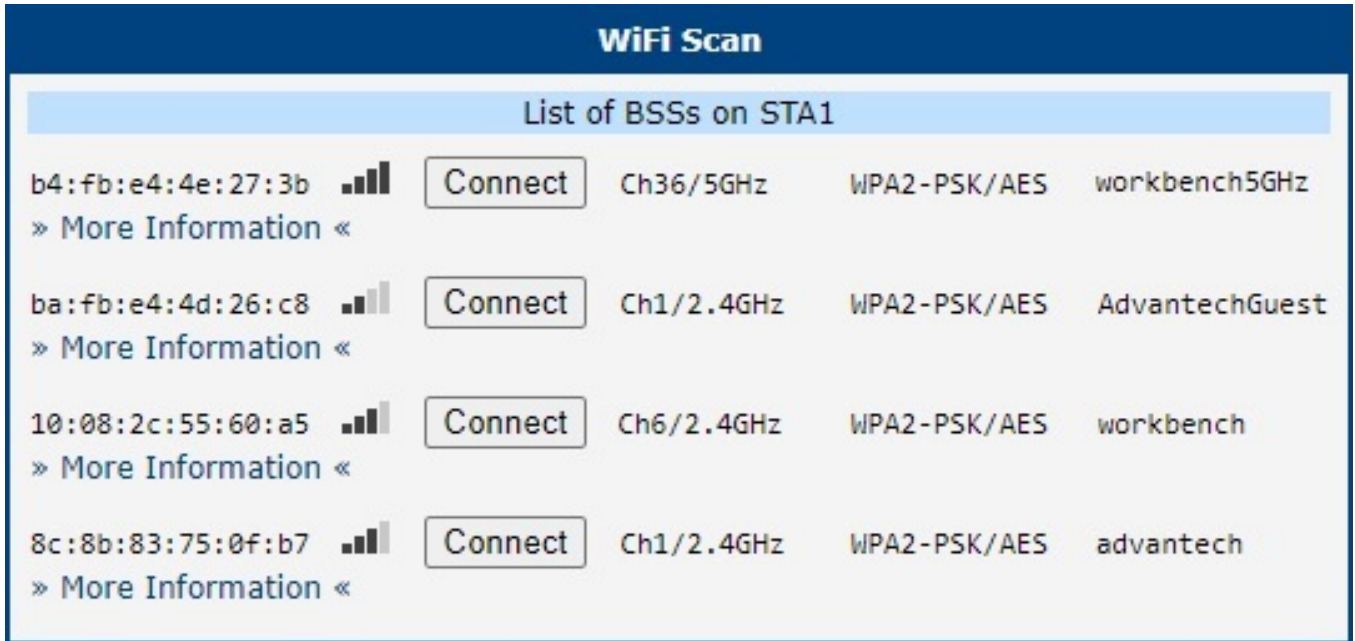 WiFi Scan
List of BSSs on STA1
b4:fb:e4:4e:27:3b Connect Ch36/5GHz WPA2-PSK/AES workbench5GHz
» More Information «
ba:fb:e4:4d:26:c8 Connect Ch1/2.4GHz WPA2-PSK/AES AdvantechGuest
» More Information «
10:08:2c:55:60:a5 Connect Ch6/2.4GHz WPA2-PSK/AES workbench
» More Information «
8c:8b:83:75:0f:b7 Connect Ch1/2.4GHz WPA2-PSK/AES advantech
» More Information «